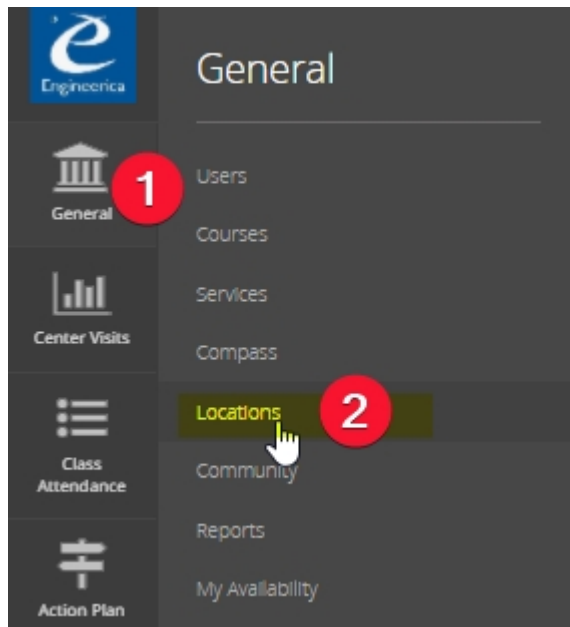 e
Engineerica
General
General
1
Users
Courses
Services
Compass
Locations
2
Community
Reports
My Availability
Center Visits
Class
Attendance
Action Plan